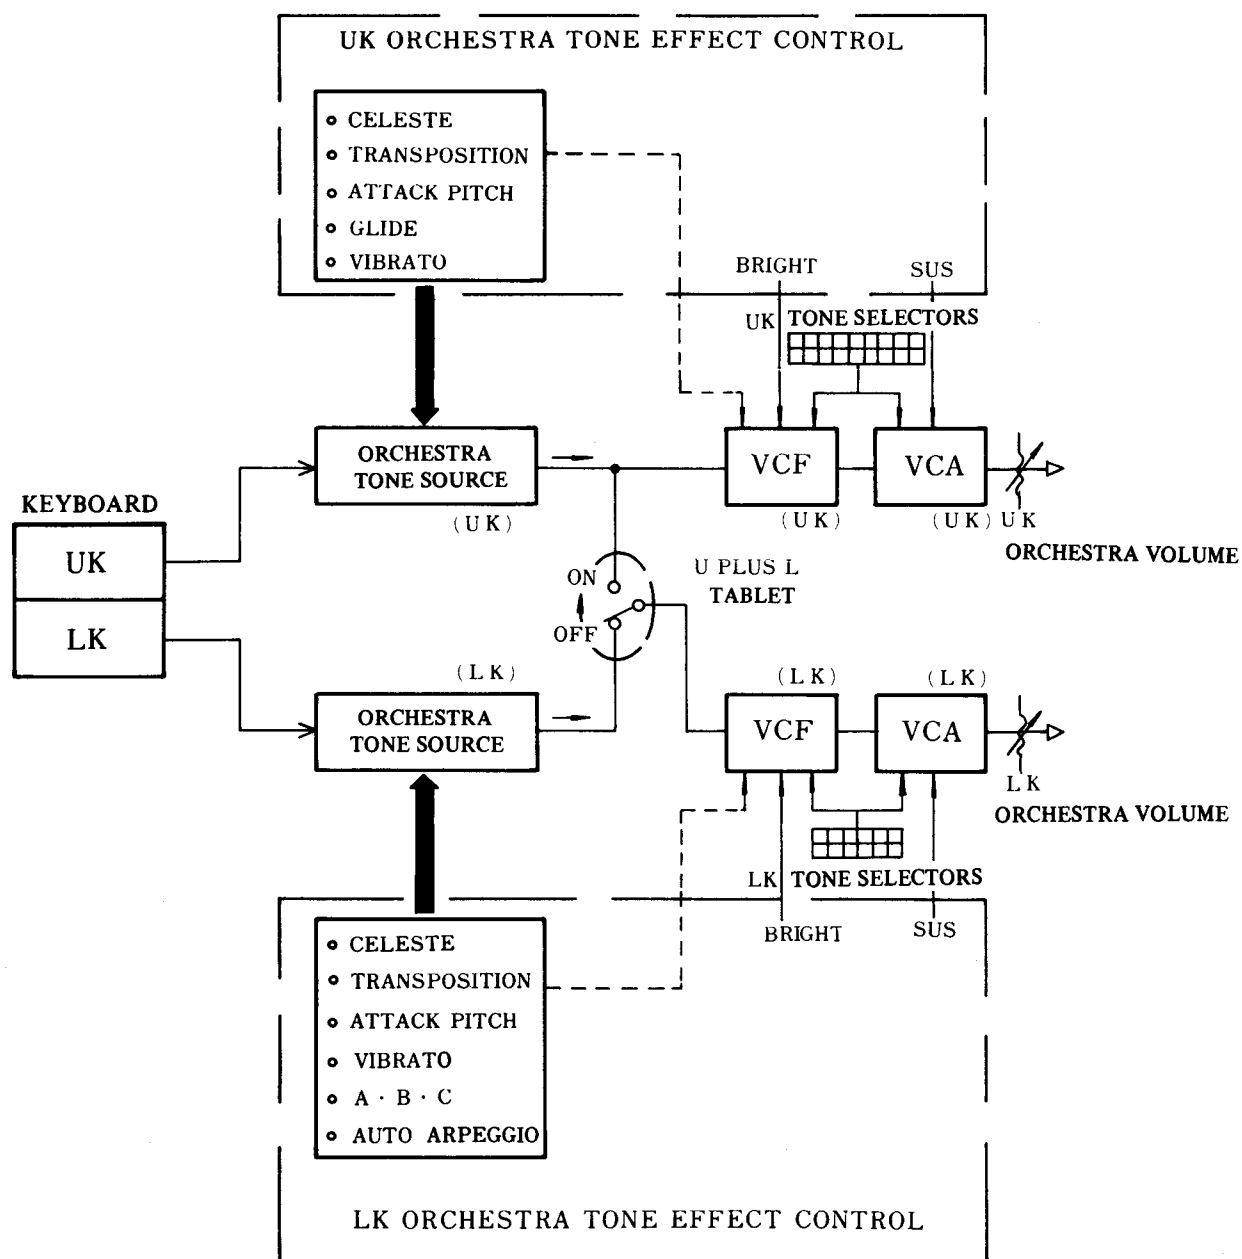 UK ORCHESTRA TONE EFFECT CONTROL
CELESTE
TRANSPOSITION
ATTACK PITCH
GLIDE
VIBRATO
BRIGHT
SUS
UK TONE SELECTORS
ORCHESTRA
TONE SOURCE
(UK)
VCF
(UK)
VCA
(UK)
UK
ORCHESTRA VOLUME
KEYBOARD
UK
LK
ON
OFF
U PLUS L
TABLET
(LK)
ORCHESTRA
TONE SOURCE
(LK)
VCF
(LK)
VCA
LK
ORCHESTRA VOLUME
LK TONE SELECTORS
BRIGHT
SUS
CELESTE
TRANSPOSITION
ATTACK PITCH
VIBRATO
A · B · C
AUTO ARPEGGIO
LK ORCHESTRA TONE EFFECT CONTROL